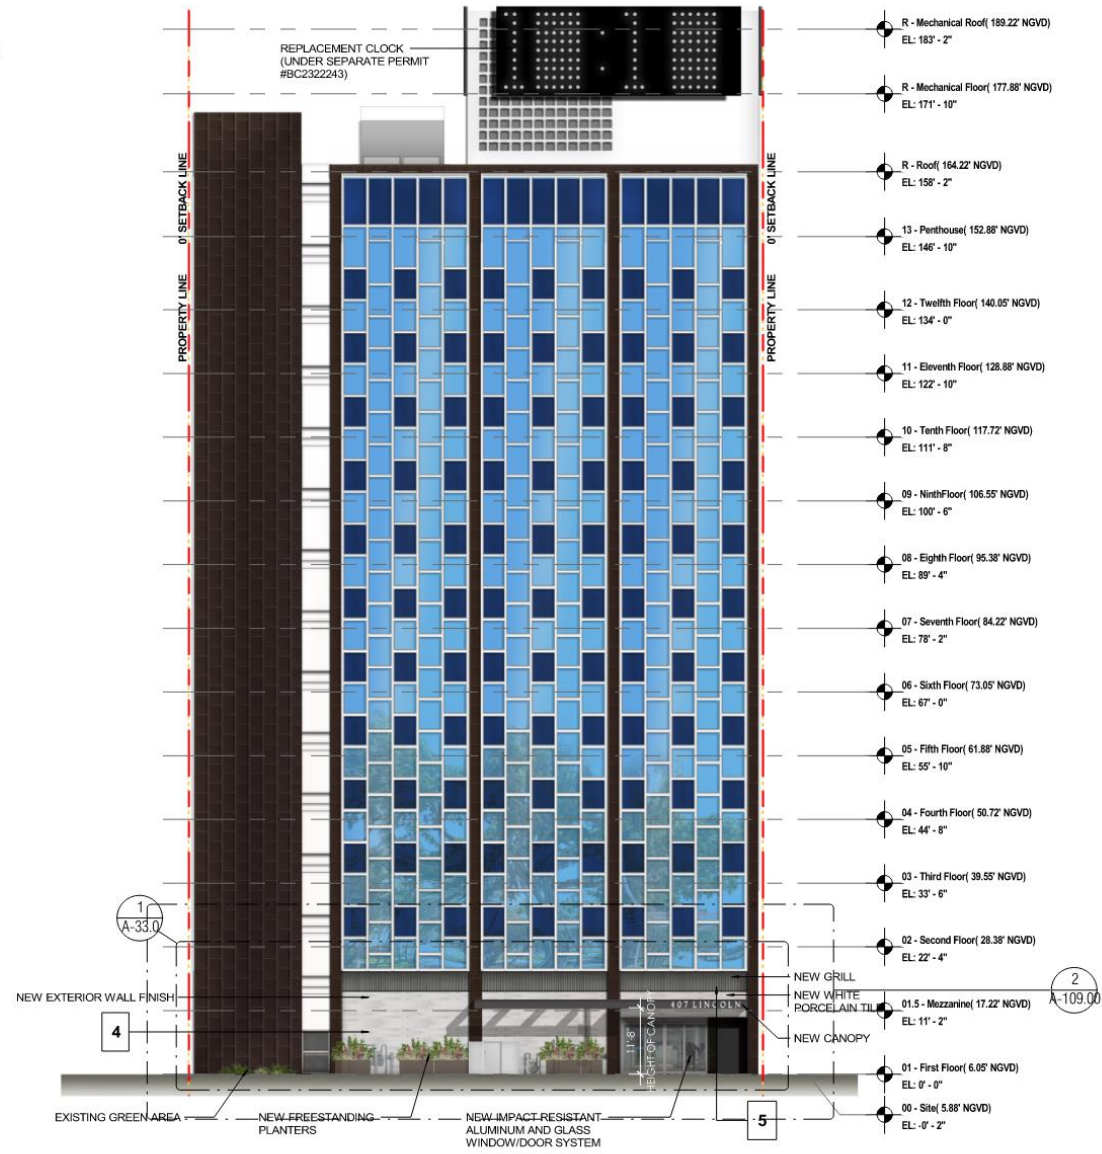 10:10
REPLACEMENT CLOCK
(UNDER SEPARATE PERMIT
#BC2322243)
R - Mechanical Roof( 189.22' NGVD)
EL: 183' - 2"
R - Mechanical Floor( 177.88' NGVD)
EL: 171' - 10"
0' SETBACK LINE
PROPERTY LINE
0' SETBACK LINE
PROPERTY LINE
R - Roof( 164.22' NGVD)
EL: 158' - 2"
13 - Penthouse( 152.88' NGVD)
EL: 146' - 10"
12 - Twelfth Floor( 140.05' NGVD)
EL: 134' - 0"
11 - Eleventh Floor( 128.88' NGVD)
EL: 122' - 10"
10 - Tenth Floor( 117.72' NGVD)
EL: 111' - 8"
09 - NinthFloor( 106.55' NGVD)
EL: 100' - 6"
08 - Eighth Floor( 95.38' NGVD)
EL: 89' - 4"
07 - Seventh Floor( 84.22' NGVD)
EL: 78' - 2"
06 - Sixth Floor( 73.05' NGVD)
EL: 67' - 0"
05 - Fifth Floor( 61.88' NGVD)
EL: 55' - 10"
04 - Fourth Floor( 50.72' NGVD)
EL: 44' - 8"
03 - Third Floor( 39.55' NGVD)
EL: 33' - 6"
02 - Second Floor( 28.38' NGVD)
EL: 22' - 4"
01.5 - Mezzanine( 17.22' NGVD)
EL: 11' - 2"
01 - First Floor( 6.05' NGVD)
EL: 0' - 0"
00 - Site( 5.88' NGVD)
EL: -0' - 2"
1
A-33.0
2
A-109.00
NEW EXTERIOR WALL FINISH
4
NEW GRILL
NEW WHITE
PORCELAIN TILE
NEW CANOPY
407 LINCOLN
11'-8"
HEIGHT OF CANOPY
EXISTING GREEN AREA
NEW FREESTANDING
PLANTERS
NEW IMPACT RESISTANT
ALUMINUM AND GLASS
WINDOW/DOOR SYSTEM
5